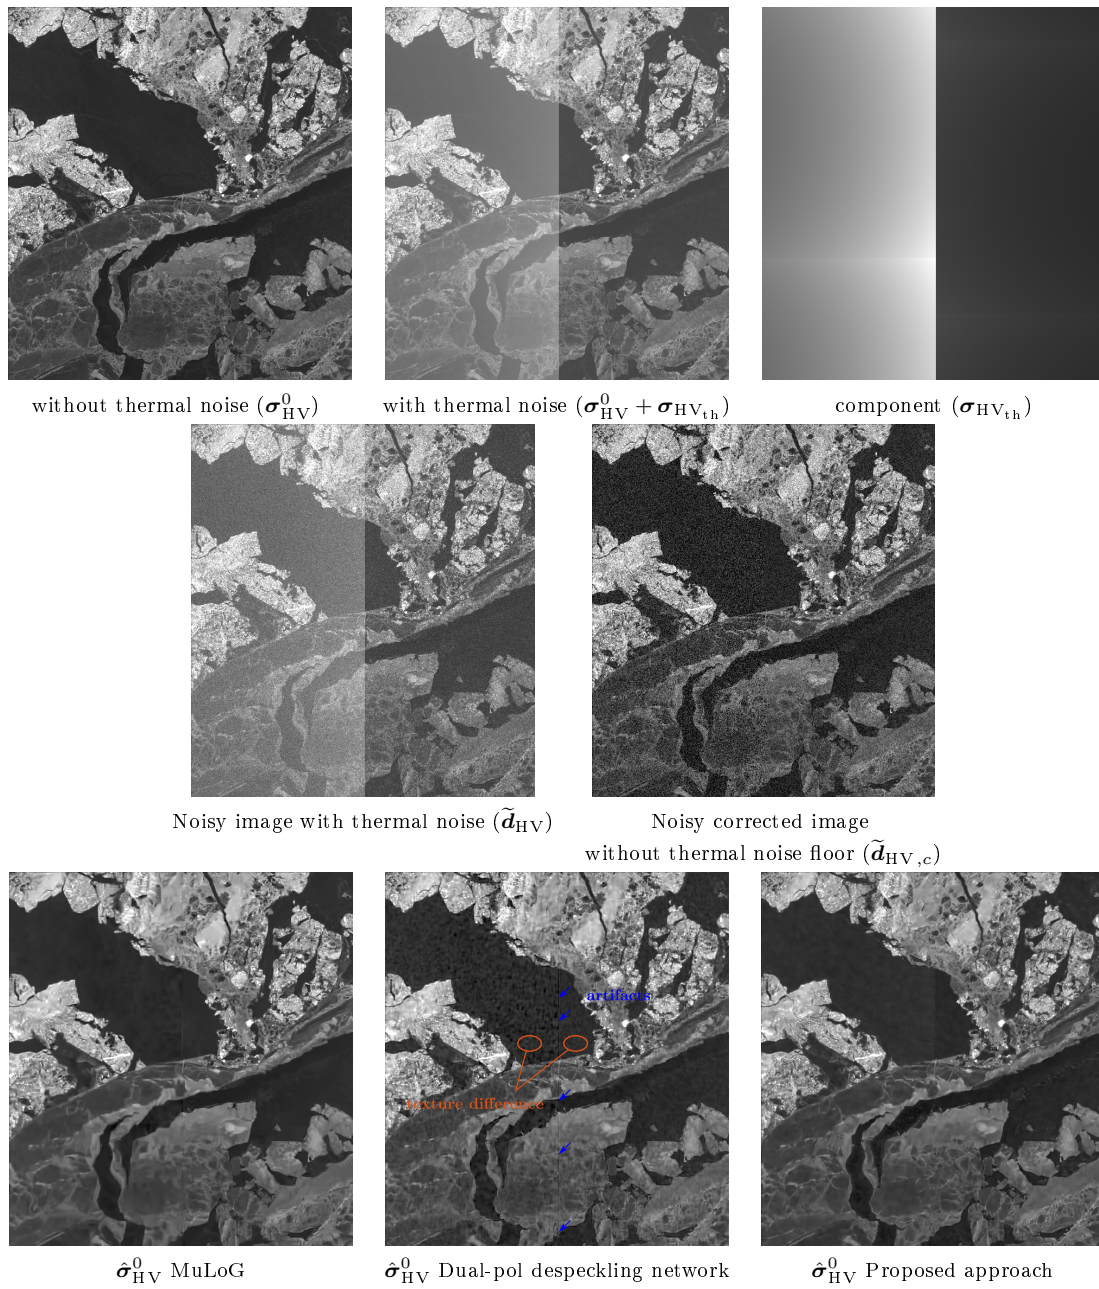 without thermal noise (σ⁰_HV)
with thermal noise (σ⁰_HV + σ_HV_th)
component (σ_HV_th)
Noisy image with thermal noise (d̃_HV)
Noisy corrected image
without thermal noise floor (d̃_HV,c)
artifacts
texture difference
σ̂⁰_HV MuLoG
σ̂⁰_HV Dual-pol despeckling network
σ̂⁰_HV Proposed approach